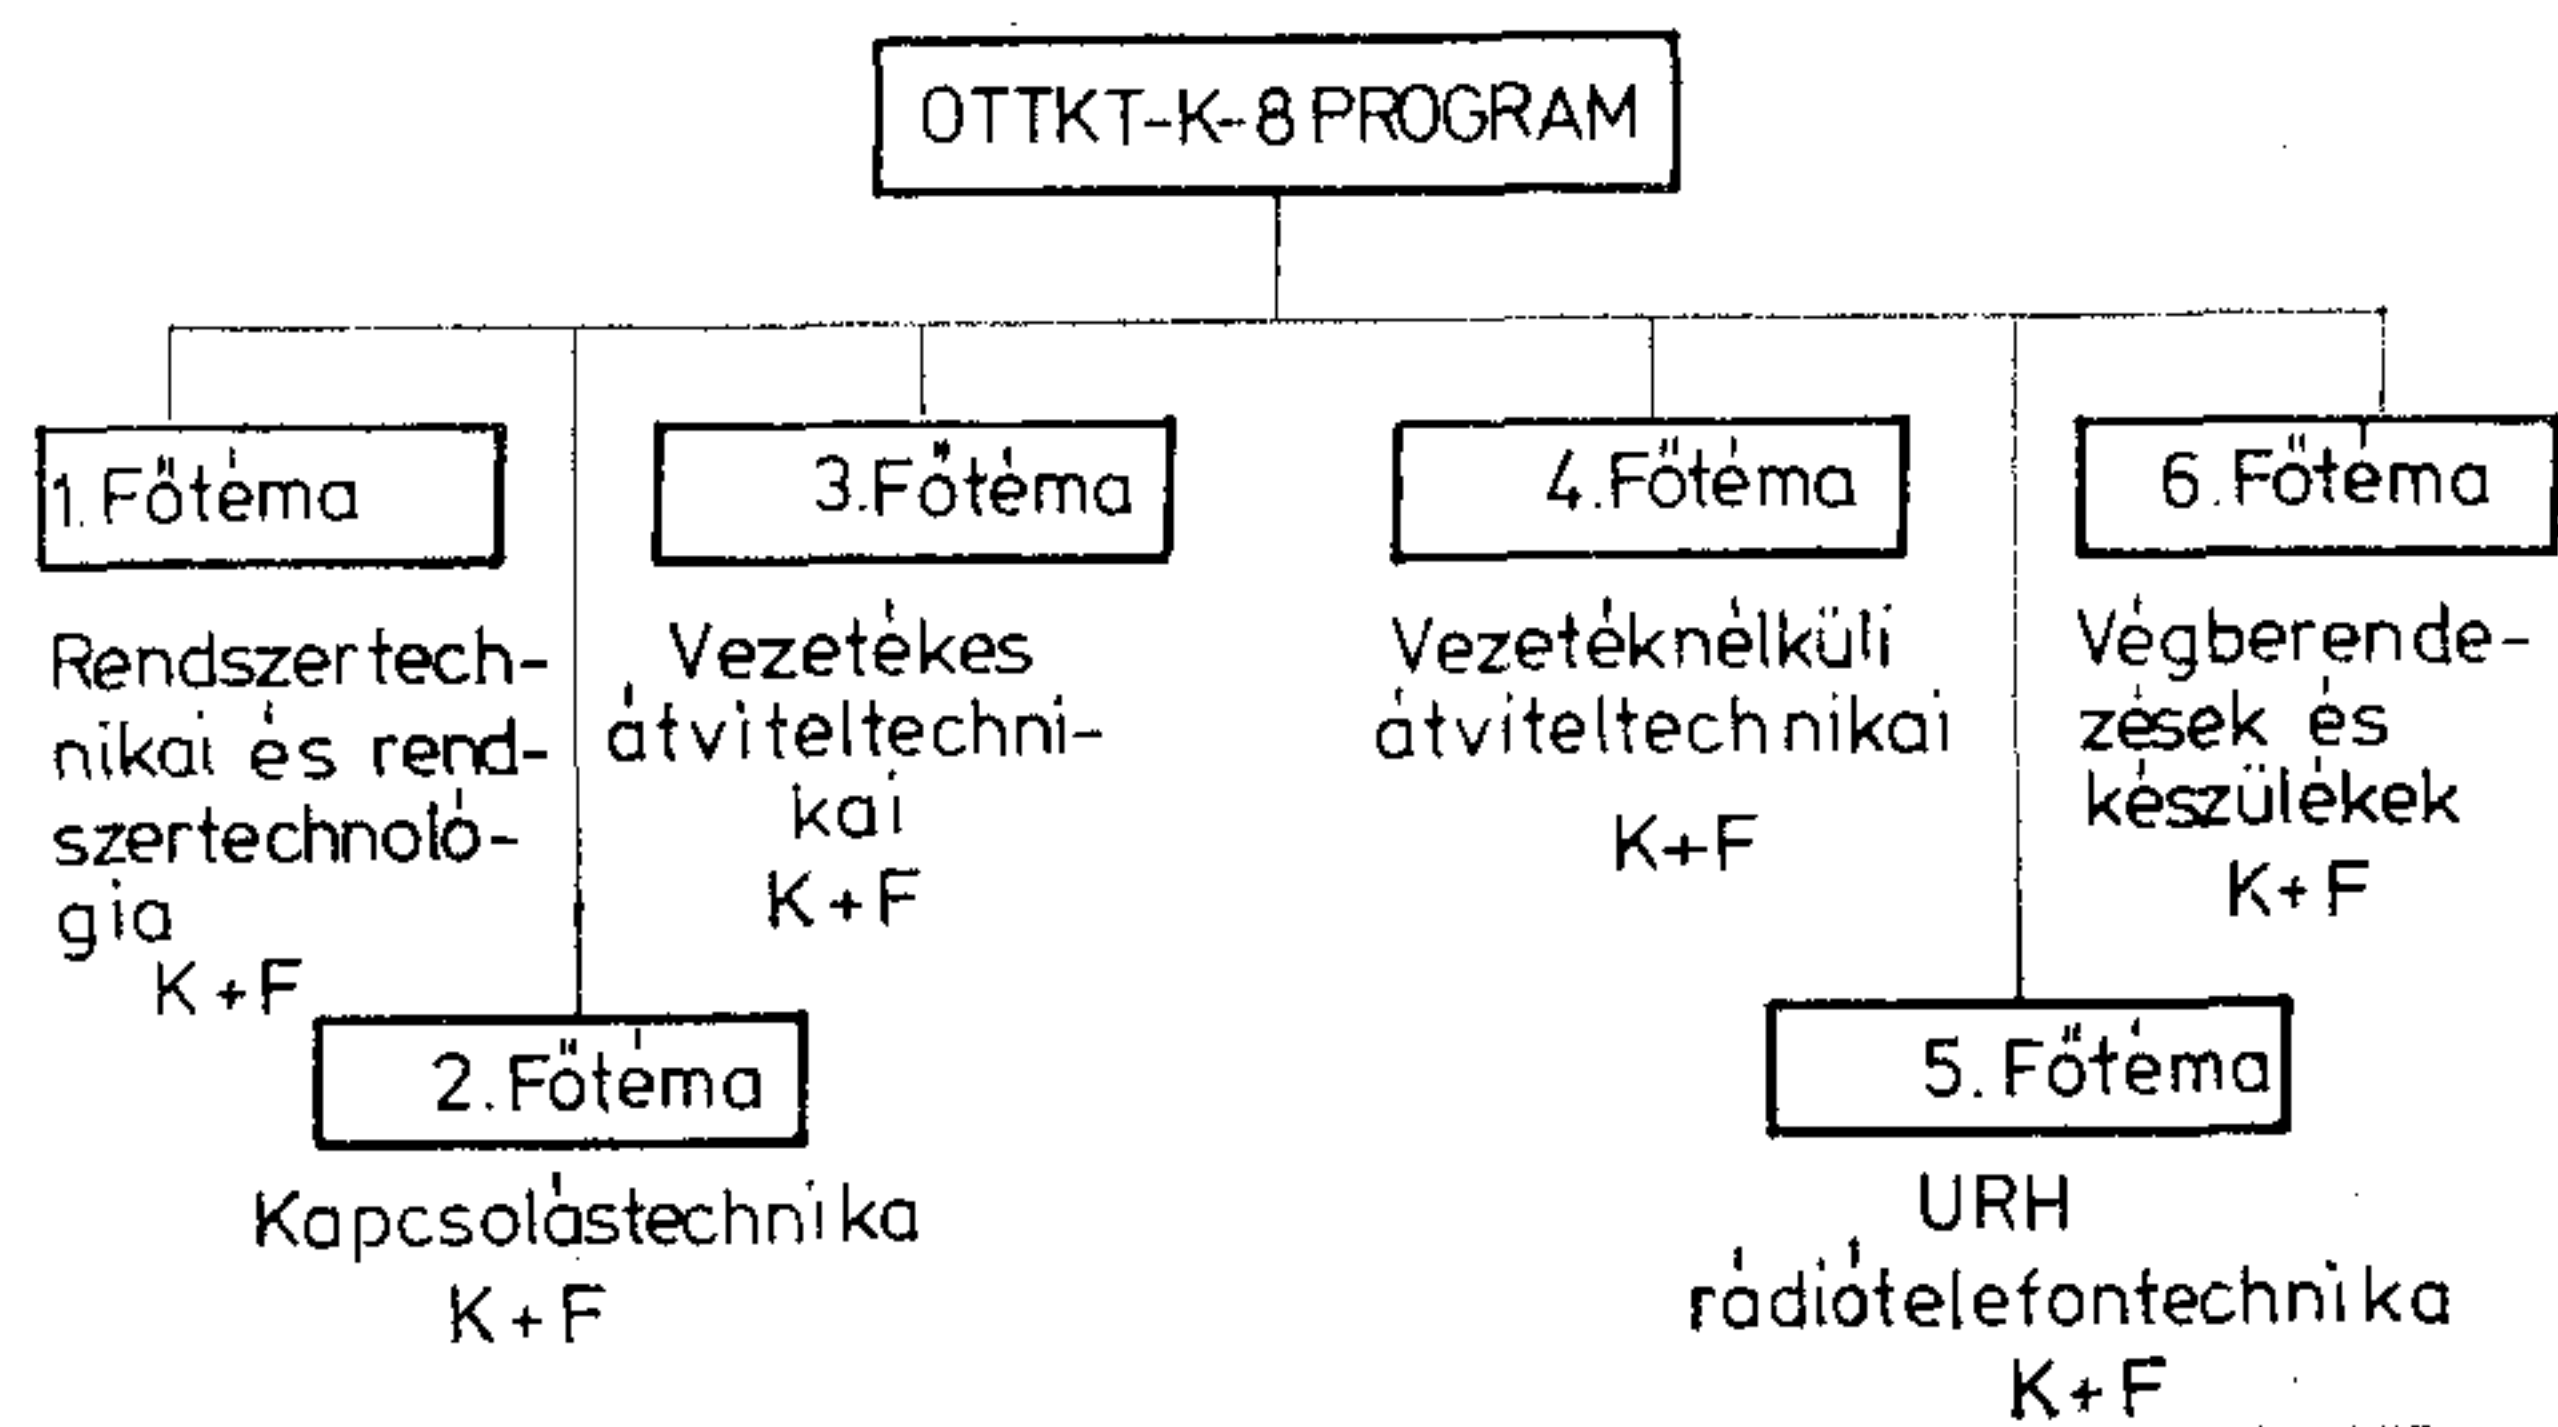 OTTKT-K-8 PROGRAM
1. Főtéma
Rendszertech-
nikai és rend-
szertechnoló-
gia
K+F
2. Főtéma
Kapcsolástechnika
K+F
3. Főtéma
Vezetékes
átviteltechni-
kai
K+F
4. Főtéma
Vezetéknélküli
átviteltechnikai
K+F
5. Főtéma
URH
rádiótelefontechnika
K+F
6. Főtéma
Végberende-
zések és
készülékek
K+F